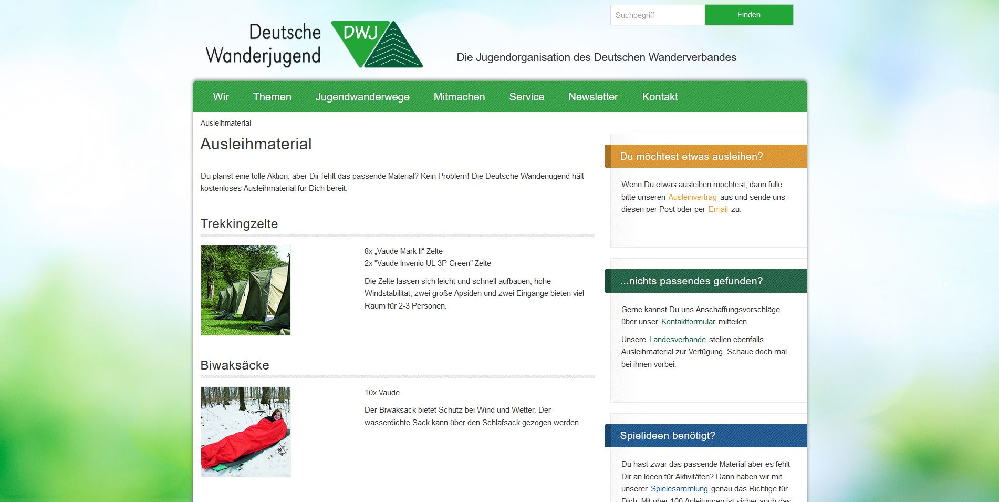 Suchbegriff
Finden
Deutsche
Wanderjugend
DWJ
Die Jugendorganisation des Deutschen Wanderverbandes
Wir Themen Jugendwanderwege Mitmachen Service Newsletter Kontakt
Ausleihmaterial
Ausleihmaterial
Du planst eine tolle Aktion, aber Dir fehlt das passende Material? Kein Problem! Die Deutsche Wanderjugend hält
kostenloses Ausleihmaterial für Dich bereit.
Trekkingzelte
8x „Vaude Mark II“ Zelte
2x "Vaude Invenio UL 3P Green" Zelte
Die Zelte lassen sich leicht und schnell aufbauen, hohe
Windstabilität, zwei große Apsiden und zwei Eingänge bieten viel
Raum für 2-3 Personen.
Biwaksäcke
10x Vaude
Der Biwaksack bietet Schutz bei Wind und Wetter. Der
wasserdichte Sack kann über den Schlafsack gezogen werden.
Du möchtest etwas ausleihen?
Wenn Du etwas ausleihen möchtest, dann fülle
bitte unseren Ausleihvertrag aus und sende uns
diesen per Post oder per Email zu.
...nichts passendes gefunden?
Gerne kannst Du uns Anschaffungsvorschläge
über unser Kontaktformular mitteilen.
Unsere Landesverbände stellen ebenfalls
Ausleihmaterial zur Verfügung. Schaue doch mal
bei ihnen vorbei.
Spielideen benötigt?
Du hast zwar das passende Material aber es fehlt
Dir an Ideen für Aktivitäten? Dann haben wir mit
unserer Spielesammlung genau das Richtige für
Dich. Mit über 100 Anleitungen ist sicher auch das